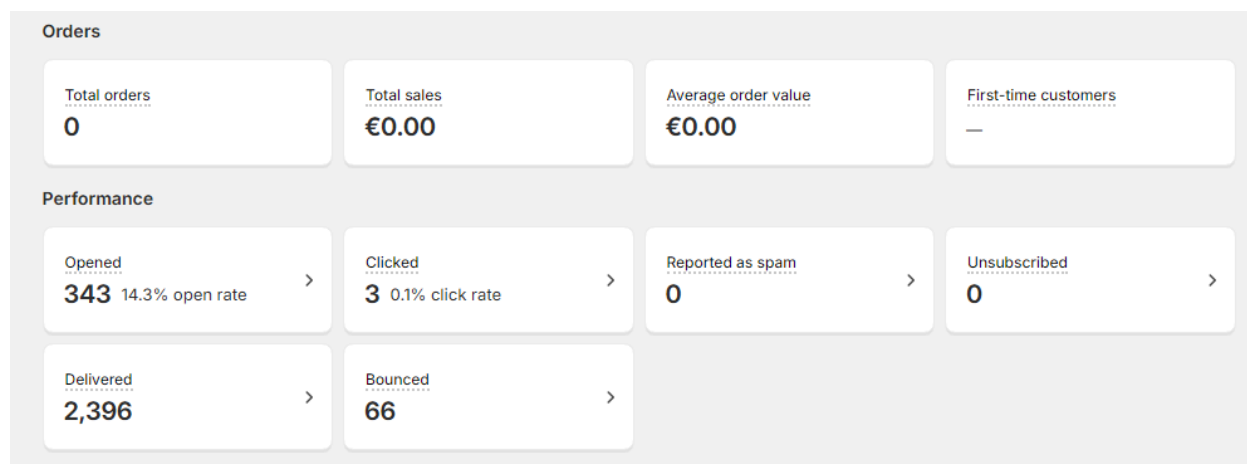 Orders
Total orders
0
Total sales
€0.00
Average order value
€0.00
First-time customers
—
Performance
Opened
343 14.3% open rate
Clicked
3 0.1% click rate
Reported as spam
0
Unsubscribed
0
Delivered
2,396
Bounced
66